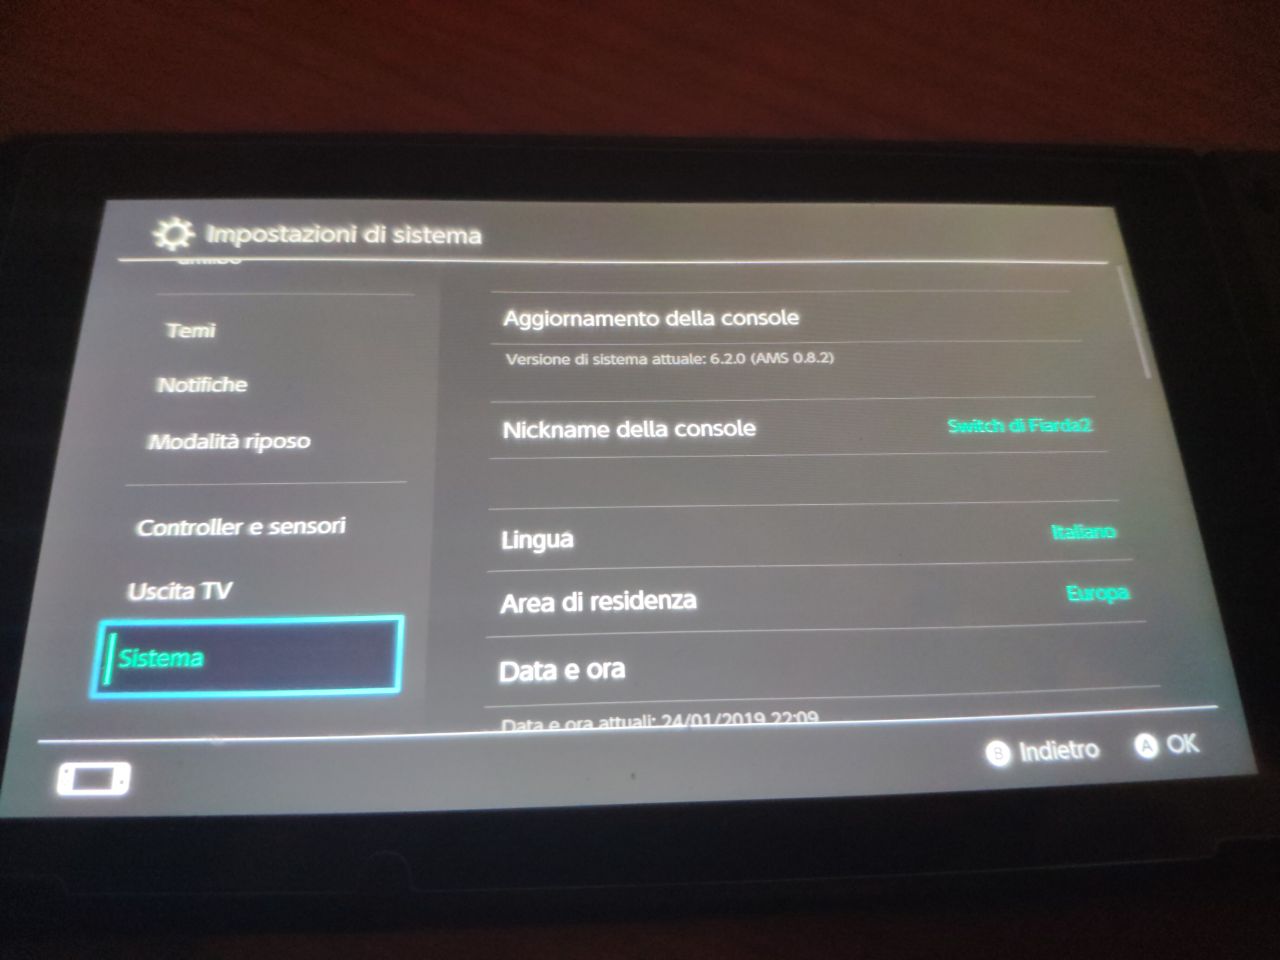 Impostazioni di sistema
amiibo
Temi
Notifiche
Modalità riposo
Controller e sensori
Uscita TV
Sistema
Aggiornamento della console
Versione di sistema attuale: 6.2.0 (AMS 0.8.2)
Nickname della console Switch di Fiarda2
Lingua Italiano
Area di residenza Europa
Data e ora
Data e ora attuali: 24/01/2019 22:09
B Indietro A OK